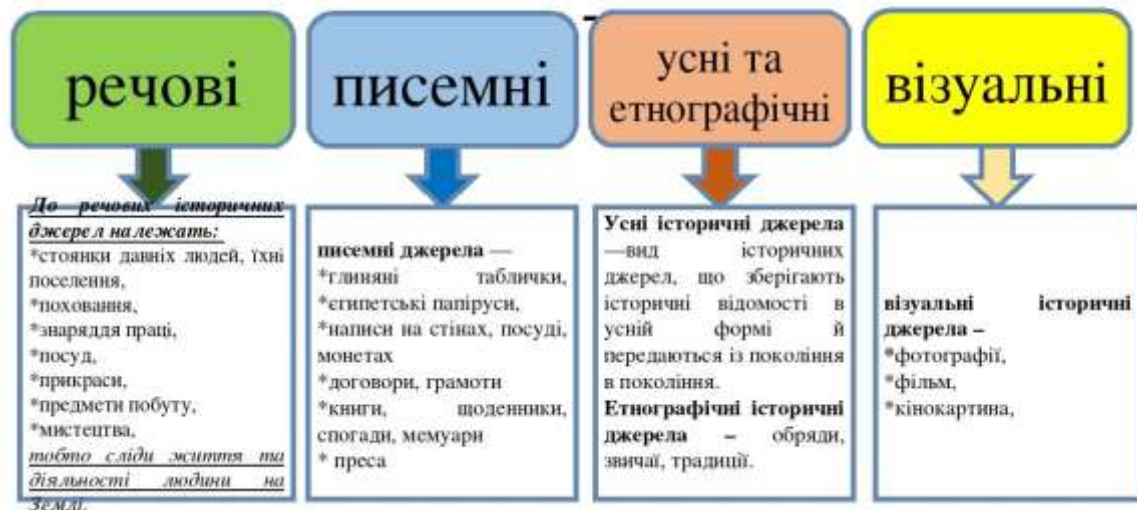 речові
До речових історичних
джерел належать:
*стоянки давніх людей, їхні
поселення,
*поховання,
*знаряддя праці,
*посуд,
*прикраси,
*предмети побуту,
*мистецтва,
тобто сліди життя та
діяльності людини на
Землі.
писемні
писемні джерела —
*глиняні таблички,
*єгипетські папіруси,
*написи на стінах, посуді,
монетах
*договори, грамоти
*книги, щоденники,
спогади, мемуари
* преса
усні та
етнографічні
Усні історичні джерела
—вид історичних
джерел, що зберігають
історичні відомості в
усній формі й
передаються із покоління
в покоління.
Етнографічні історичні
джерела – обряди,
звичаї, традиції.
візуальні
візуальні історичні
джерела –
*фотографії,
*фільм,
*кінокартина,